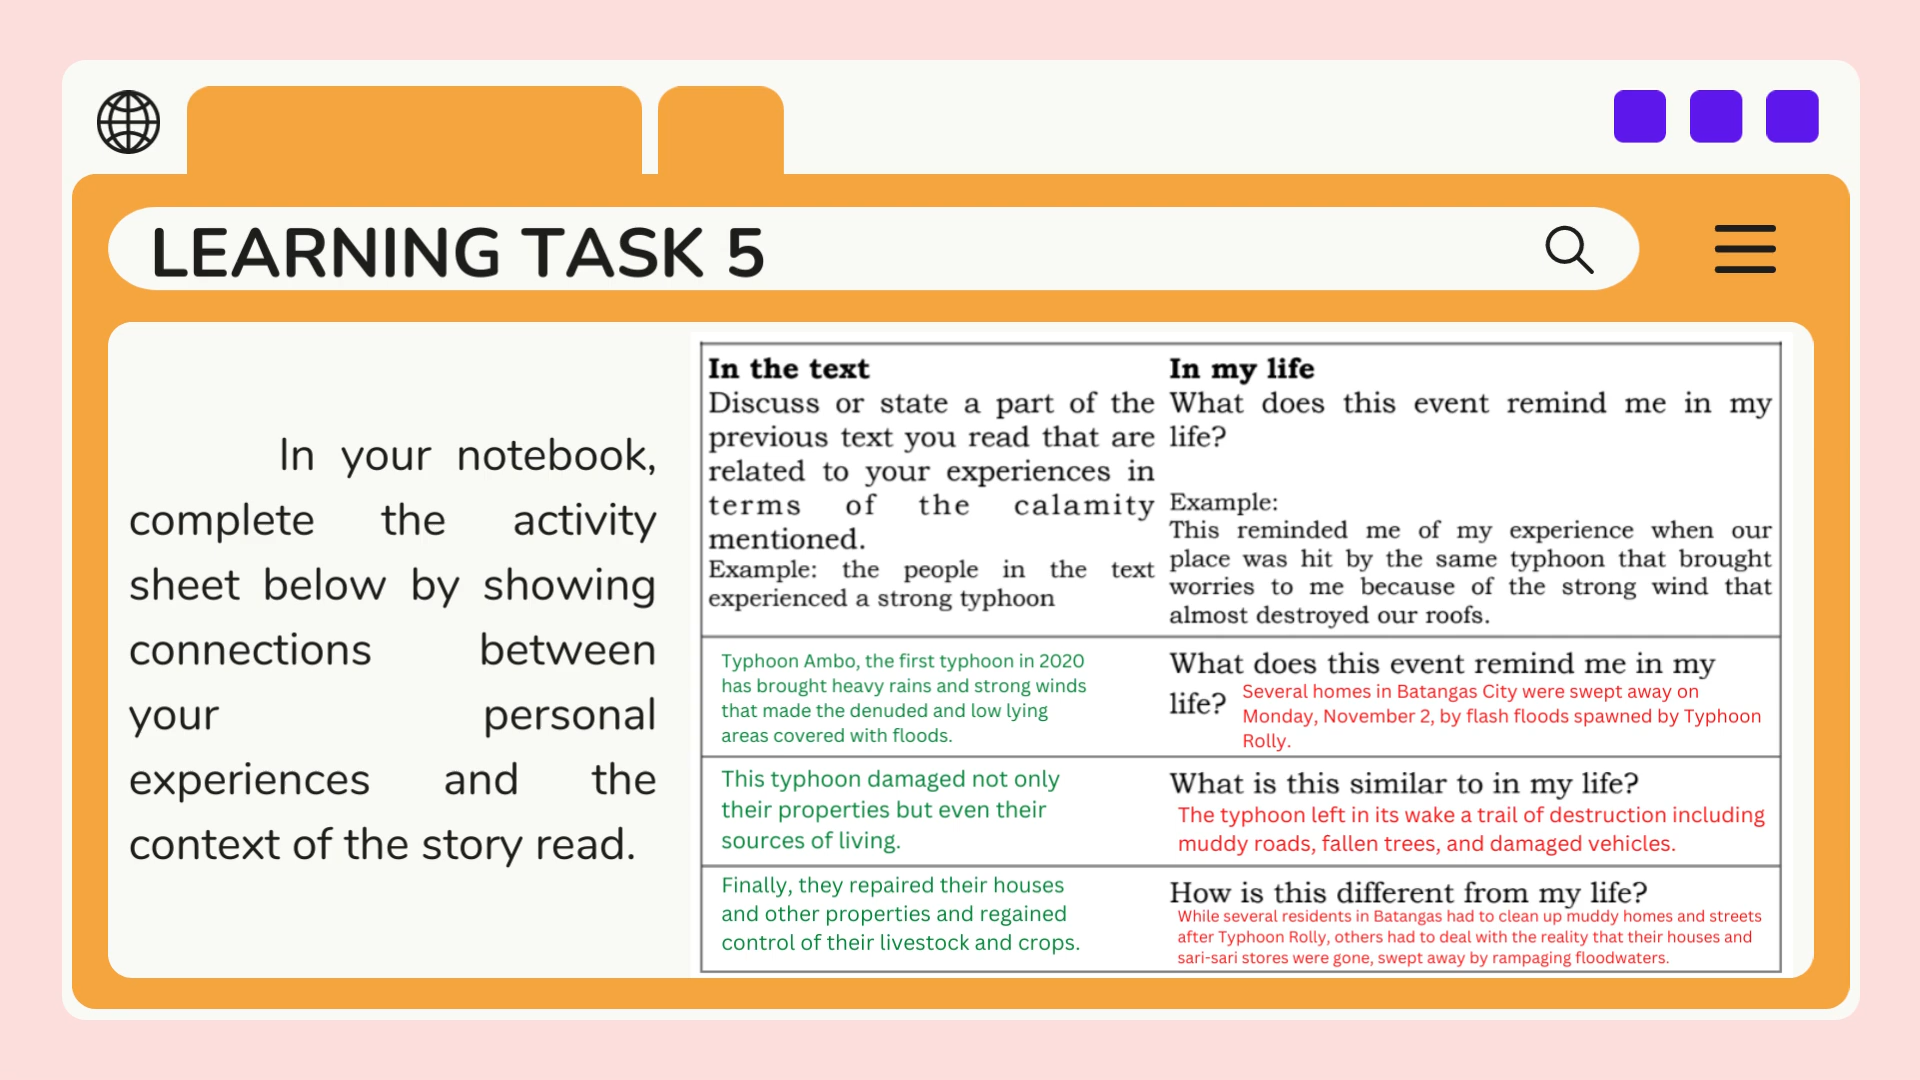 LEARNING TASK 5
In your notebook,
complete the activity
sheet below by showing
connections between
your personal
experiences and the
context of the story read.
In the text
Discuss or state a part of the
previous text you read that are
related to your experiences in
terms of the calamity
mentioned.
Example: the people in the text
experienced a strong typhoon
In my life
What does this event remind me in my
life?
Example:
This reminded me of my experience when our
place was hit by the same typhoon that brought
worries to me because of the strong wind that
almost destroyed our roofs.
Typhoon Ambo, the first typhoon in 2020
has brought heavy rains and strong winds
that made the denuded and low lying
areas covered with floods.
What does this event remind me in my
life?
Several homes in Batangas City were swept away on
Monday, November 2, by flash floods spawned by Typhoon
Rolly.
This typhoon damaged not only
their properties but even their
sources of living.
What is this similar to in my life?
The typhoon left in its wake a trail of destruction including
muddy roads, fallen trees, and damaged vehicles.
Finally, they repaired their houses
and other properties and regained
control of their livestock and crops.
How is this different from my life?
While several residents in Batangas had to clean up muddy homes and streets
after Typhoon Rolly, others had to deal with the reality that their houses and
sari-sari stores were gone, swept away by rampaging floodwaters.